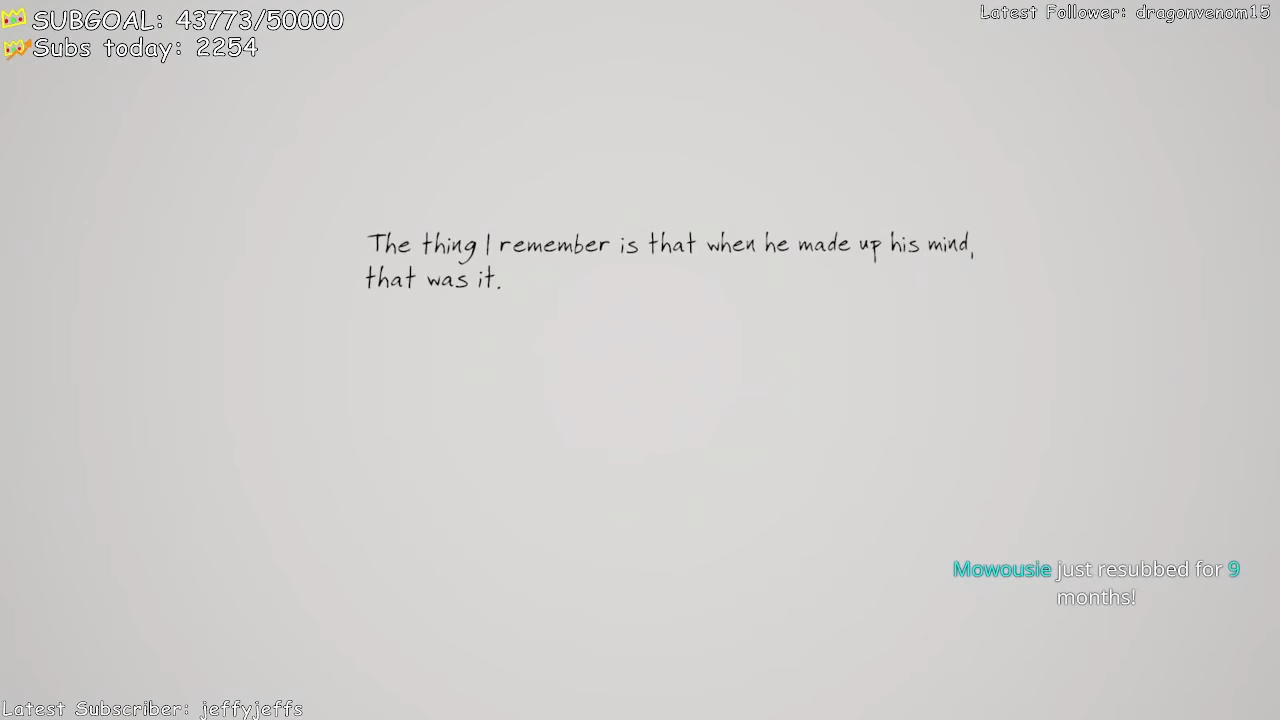 SUBGOAL: 43773/50000
Subs today: 2254
Latest Follower: dragonvenom15
The thing I remember is that when he made up his mind,
that was it.
Mowousie just resubbed for 9
months!
Latest Subscriber: jeffyjeffs